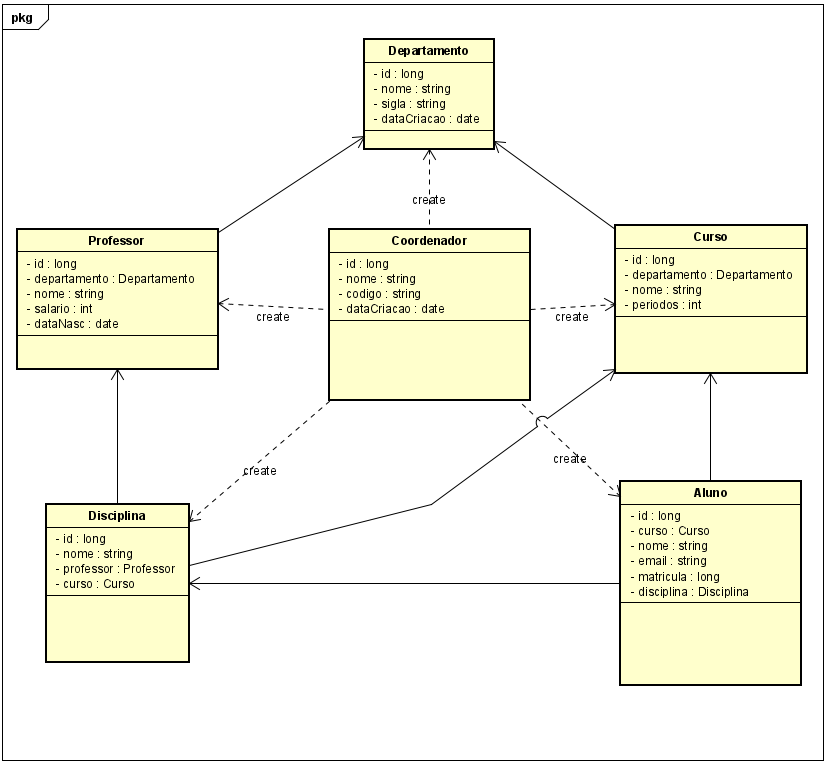 pkg
Departamento
- id : long
- nome : string
- sigla : string
- dataCriacao : date
create
Professor
- id : long
- departamento : Departamento
- nome : string
- salario : int
- dataNasc : date
Coordenador
- id : long
- nome : string
- codigo : string
- dataCriacao : date
Curso
- id : long
- departamento : Departamento
- nome : string
- periodos : int
create
create
create
create
Disciplina
- id : long
- nome : string
- professor : Professor
- curso : Curso
Aluno
- id : long
- curso : Curso
- nome : string
- email : string
- matricula : long
- disciplina : Disciplina